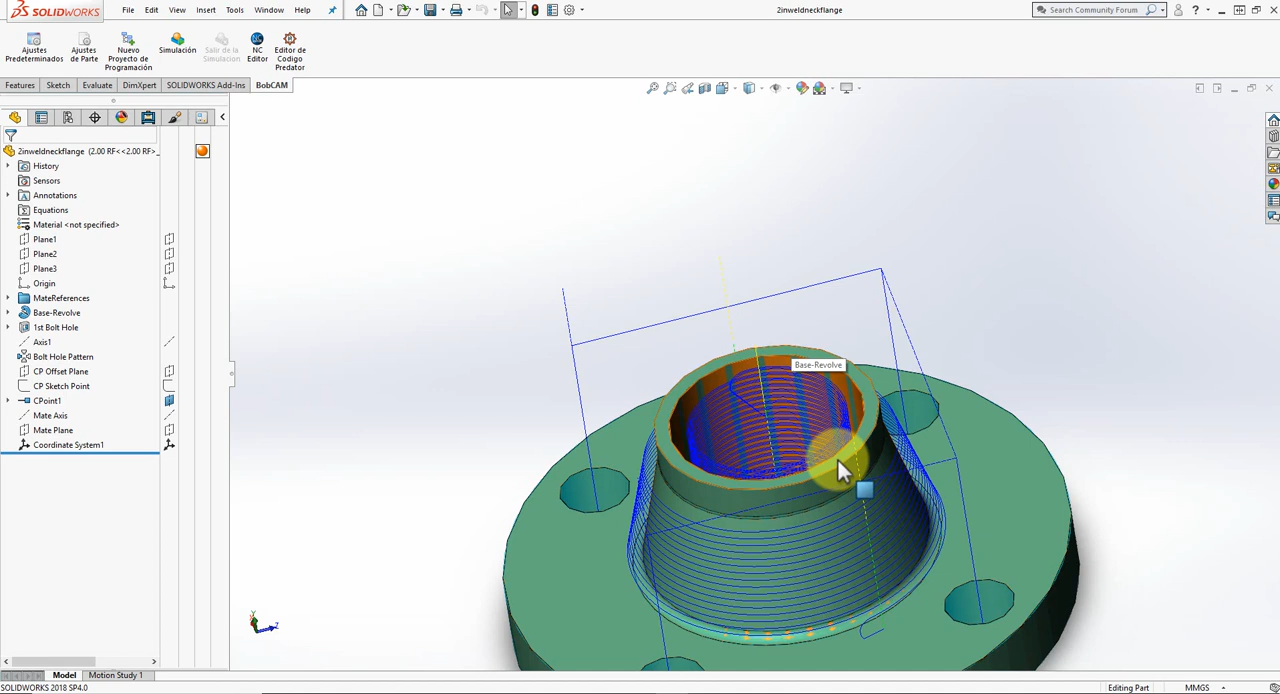 SOLIDWORKS File Edit View Insert Tools Window Help 2inweldneckflange Search Community Forum
Ajustes Predeterminados
Ajustes de Parte
Nuevo Proyecto de Programación
Simulación
Salir de la Simulacion
NC Editor
Editor de Codigo Predator
Features Sketch Evaluate DimXpert SOLIDWORKS Add-Ins BobCAM
2inweldneckflange (2.00 RF<<2.00 RF>_
History
Sensors
Annotations
Equations
Material <not specified>
Plane1
Plane2
Plane3
Origin
MateReferences
Base-Revolve
1st Bolt Hole
Axis1
Bolt Hole Pattern
CP Offset Plane
CP Sketch Point
CPoint1
Mate Axis
Mate Plane
Coordinate System1
Base-Revolve
Y
Z
Model Motion Study 1
SOLIDWORKS 2018 SP4.0 Editing Part MMGS